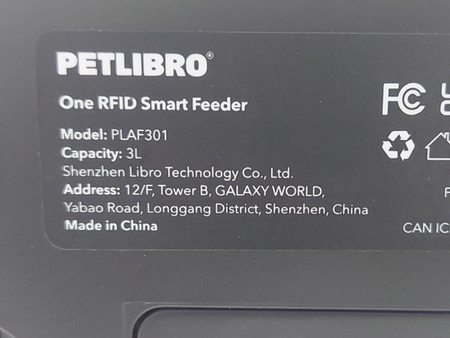 PETLIBRO®
One RFID Smart Feeder
Model: PLAF301
Capacity: 3L
Shenzhen Libro Technology Co., Ltd.
Address: 12/F, Tower B, GALAXY WORLD,
Yabao Road, Longgang District, Shenzhen, China
Made in China
FC
CAN IC